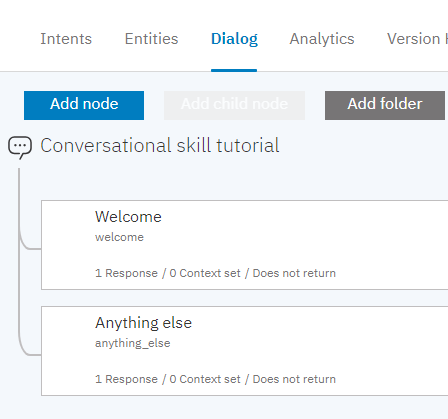 Intents Entities Dialog Analytics Version
Add node Add child node Add folder
Conversational skill tutorial
Welcome
welcome
1 Response / 0 Context set / Does not return
Anything else
anything_else
1 Response / 0 Context set / Does not return